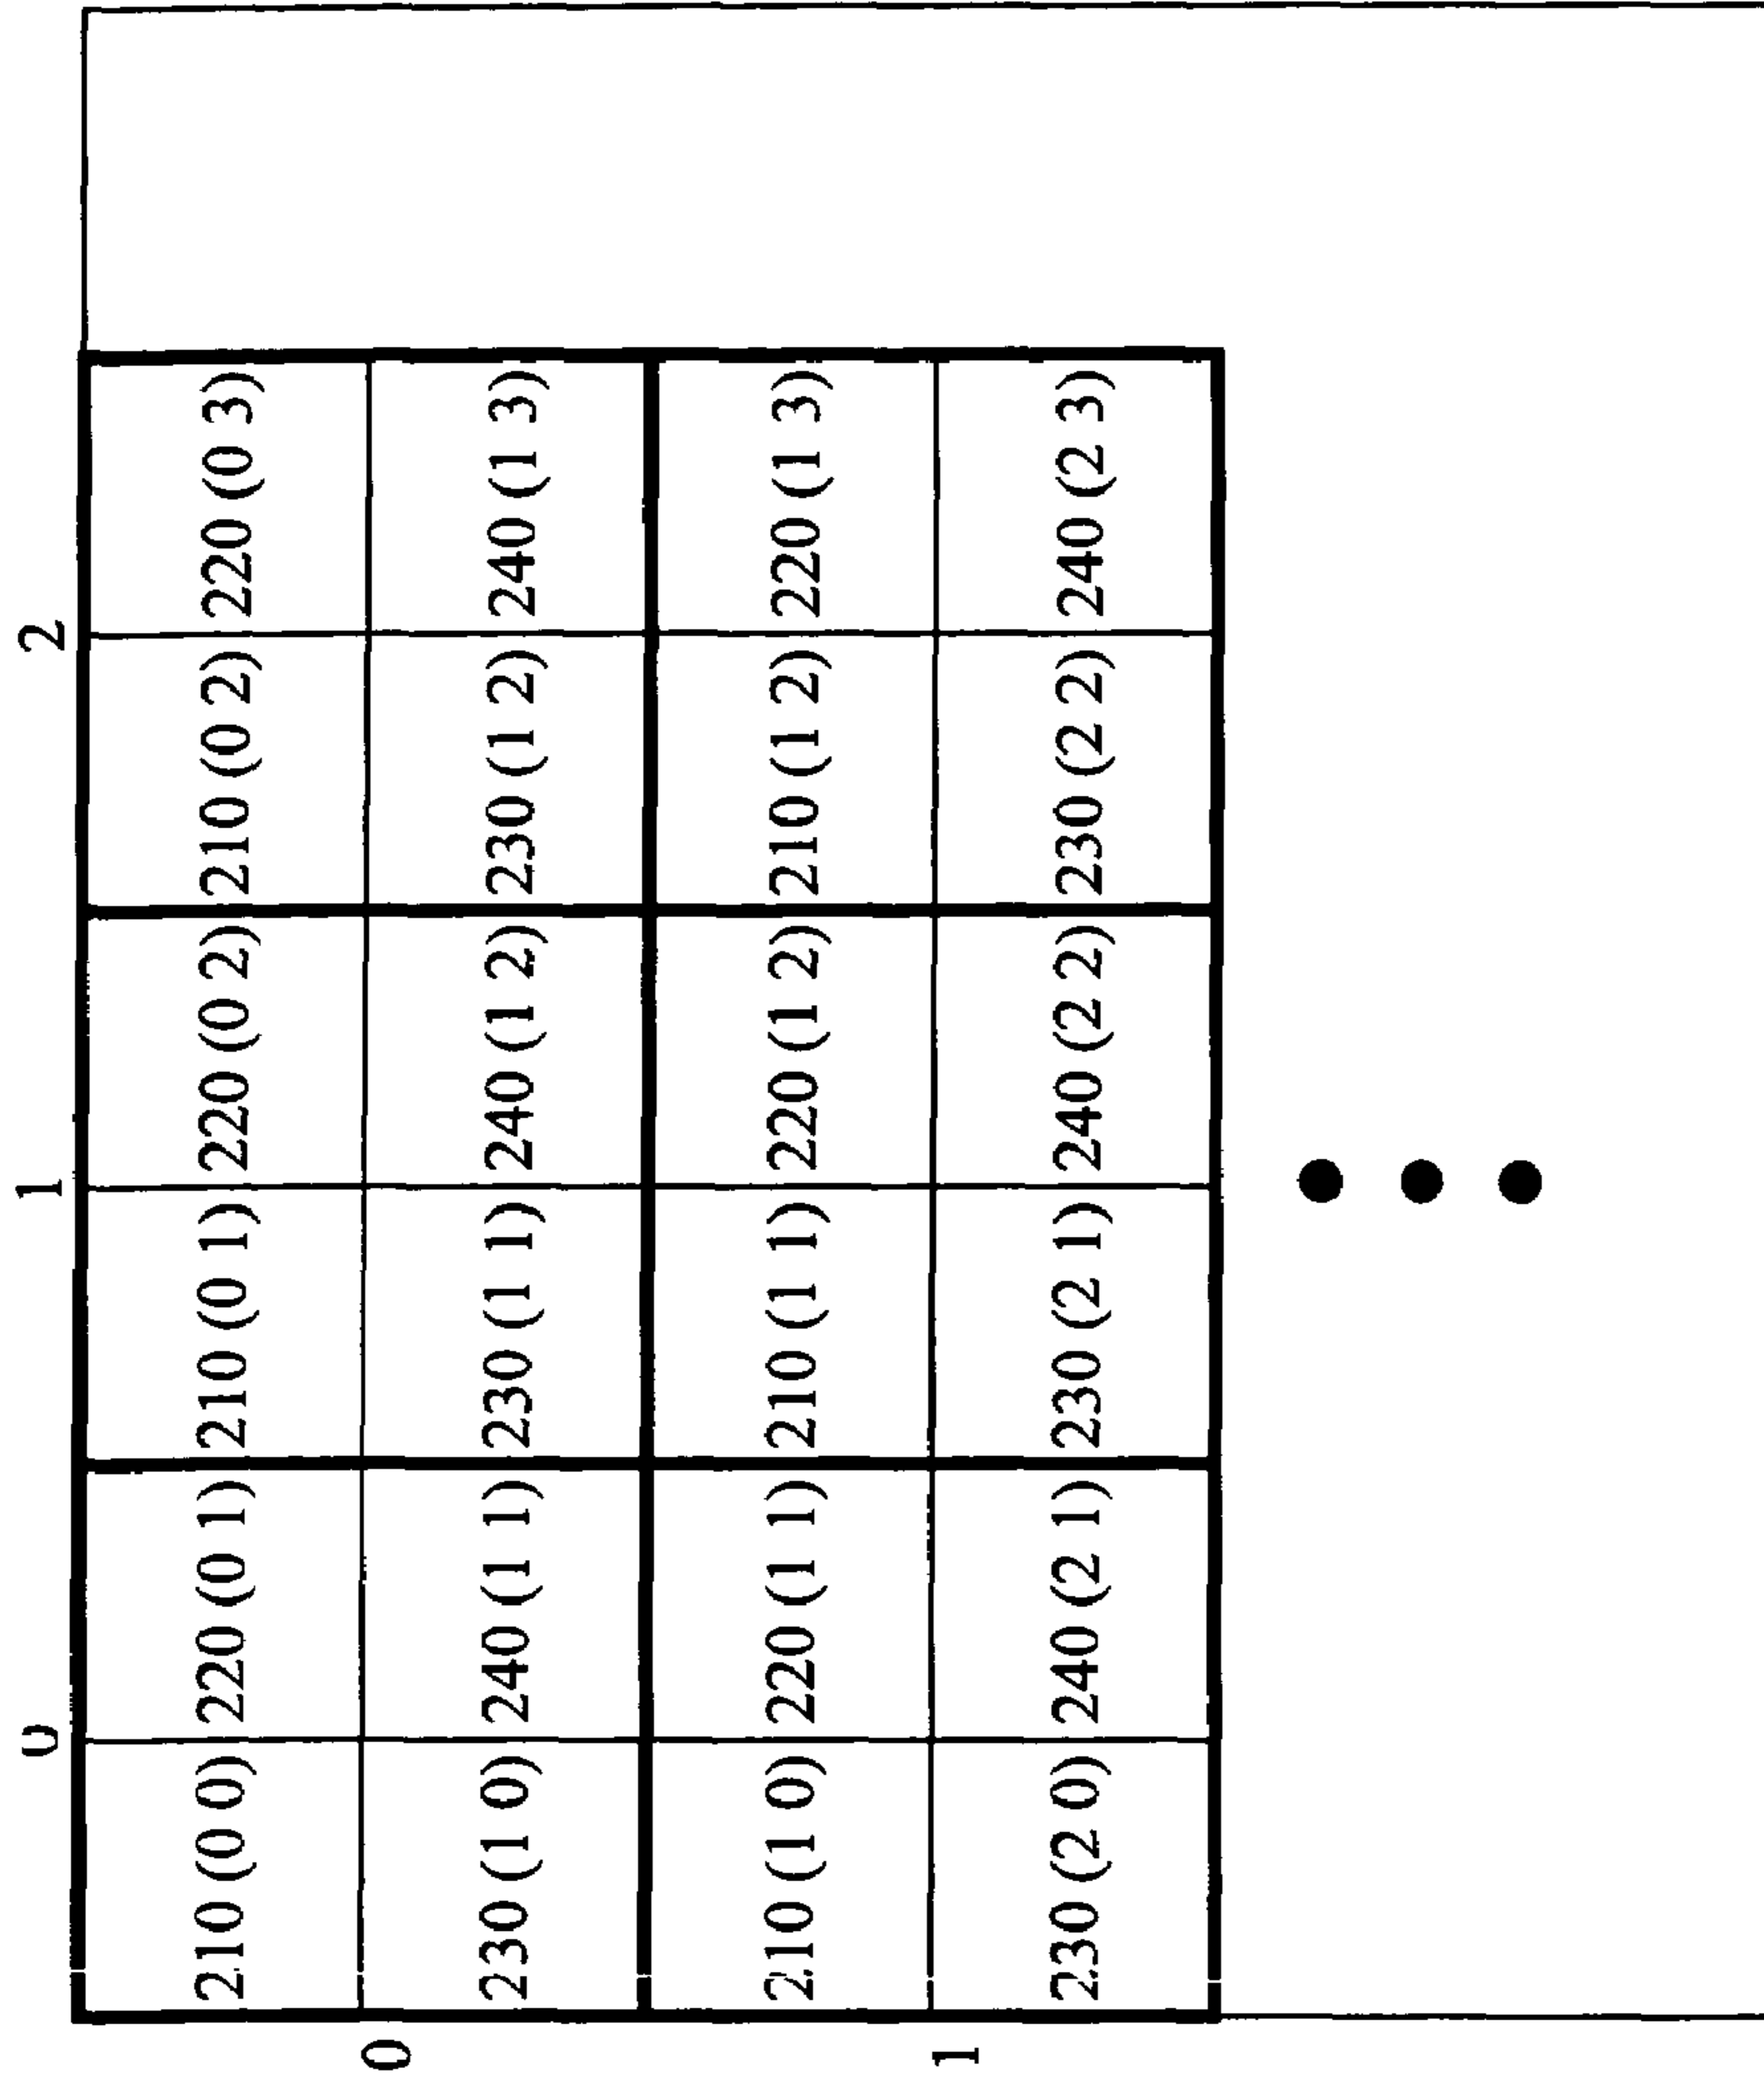 0 1 2
210 (0 0) 220 (0 1) 210 (0 1) 220 (0 2) 210 (0 2) 220 (0 3)
0
230 (1 0) 240 (1 1) 230 (1 1) 240 (1 2) 230 (1 2) 240 (1 3)
210 (1 0) 220 (1 1) 210 (1 1) 220 (1 2) 210 (1 2) 220 (1 3)
1
230 (2 0) 240 (2 1) 230 (2 1) 240 (2 2) 230 (2 2) 240 (2 3)